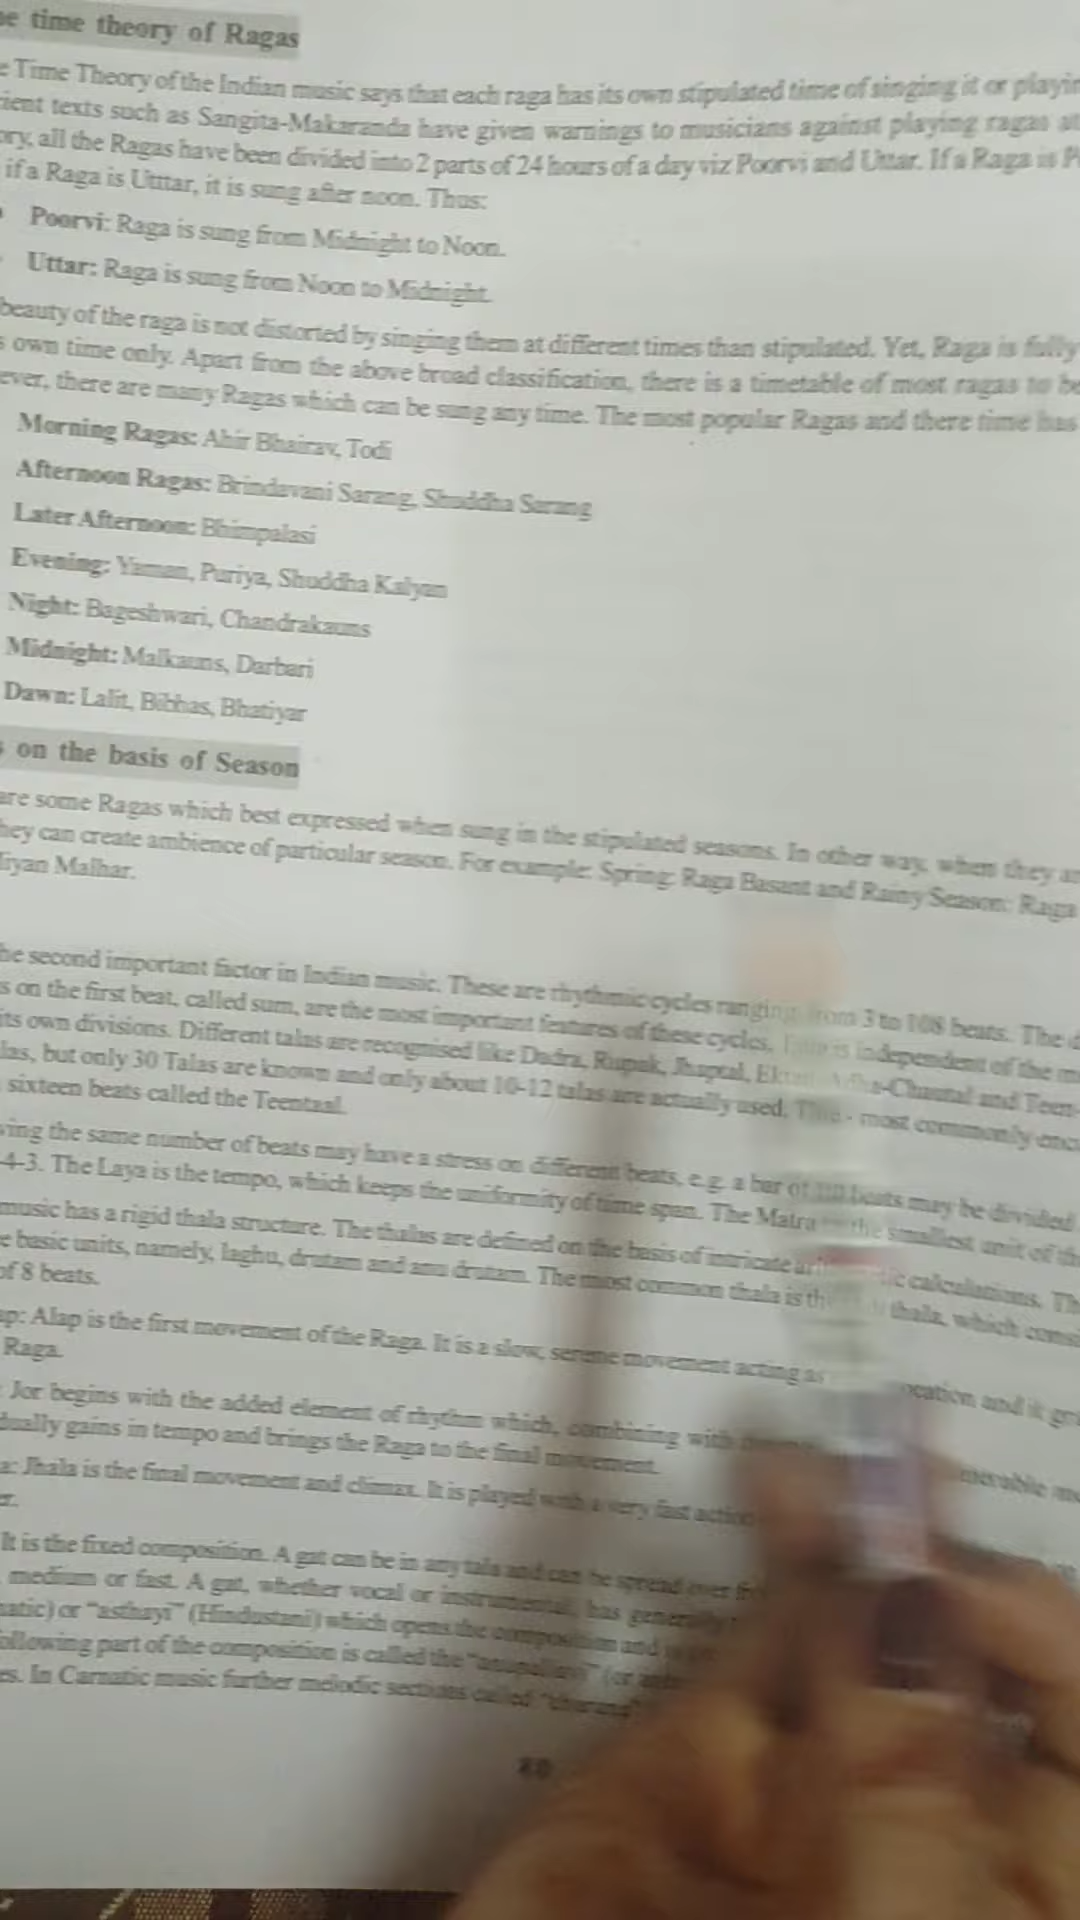 e time theory of Ragas
e Time Theory of the Indian music says that each raga has its own stipulated time of singing it or playin
cient texts such as Sangita-Makaranda have given warnings to musicians against playing ragas at
ory, all the Ragas have been divided into 2 parts of 24 hours of a day viz Poorvi and Uttar. If a Raga is P
if a Raga is Utttar, it is sung after noon. Thus:
Poorvi: Raga is sung from Midnight to Noon.
Uttar: Raga is sung from Noon to Midnight.
beauty of the raga is not distorted by singing them at different times than stipulated. Yet, Raga is fully
s own time only. Apart from the above broad classification, there is a timetable of most ragas to be
ever, there are many Ragas which can be sung any time. The most popular Ragas and there time has
Morning Ragas: Ahir Bhairav, Todi
Afternoon Ragas: Brindavani Sarang, Shuddha Sarang
Later Afternoon: Bhimpalasi
Evening: Yaman, Puriya, Shuddha Kalyan
Night: Bageshwari, Chandrakauns
Midnight: Malkauns, Darbari
Dawn: Lalit, Bibhas, Bhatiyar
s on the basis of Season
are some Ragas which best expressed when sung in the stipulated seasons. In other way, when they ar
hey can create ambience of particular season. For example: Spring: Raga Basant and Rainy Season: Raga
iyan Malhar.
he second important factor in Indian music. These are rhythmic cycles ranging from 3 to 108 beats. The d
s on the first beat, called sum, are the most important features of these cycles. is independent of the m
its own divisions. Different talas are recognised like Dadra, Rupak, Jhaptal, Chautal and Teen-
las, but only 30 Talas are known and only about 10-12 talas are actually used. The most commonly enc
sixteen beats called the Teentaal.
ving the same number of beats may have a stress on different beats, e.g. a bar of beats may be divided
-4-3. The Laya is the tempo, which keeps the uniformity of time span. The Matra the smallest unit of th
music has a rigid thala structure. The thalas are defined on the basis of intricate calculations. Th
e basic units, namely, laghu, drutam and anu drutam. The most common thala is thala, which consi
of 8 beats.
ap: Alap is the first movement of the Raga. It is a slow, serene movement acting as and it gr
Raga.
Jor begins with the added element of rhythm which, combining with
dually gains in tempo and brings the Raga to the final movement.
a: Jhala is the final movement and climax. It is played with a very fast action
er.
It is the fixed composition. A gat can be in any tala and can be spread over
medium or fast. A gat, whether vocal or instrumental, has generally
natic) or "asthayi" (Hindustani) which opens the composition and
ollowing part of the composition is called the (or
es. In Carnatic music further melodic sections called